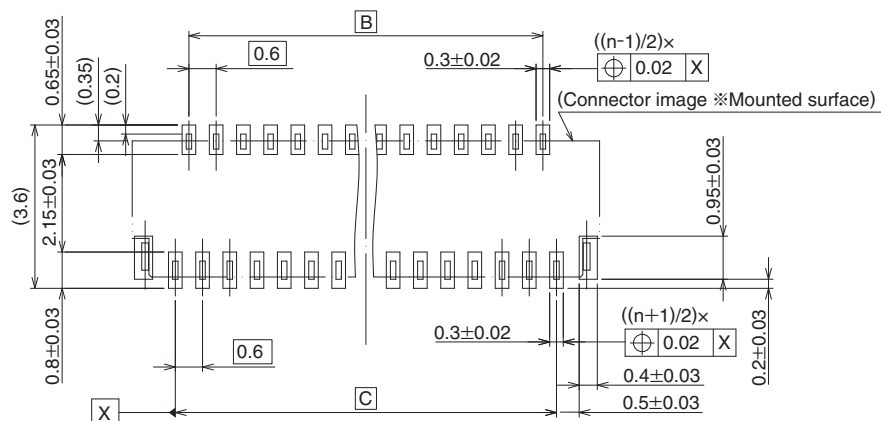 B
0.6
0.3±0.02
((n-1)/2)×
0.02 X
(Connector image ※Mounted surface)
0.65±0.03
(0.35)
(0.2)
(3.6)
2.15±0.03
0.8±0.03
0.95±0.03
0.2±0.03
0.3±0.02
((n+1)/2)×
0.02 X
0.6
0.4±0.03
0.5±0.03
X
C